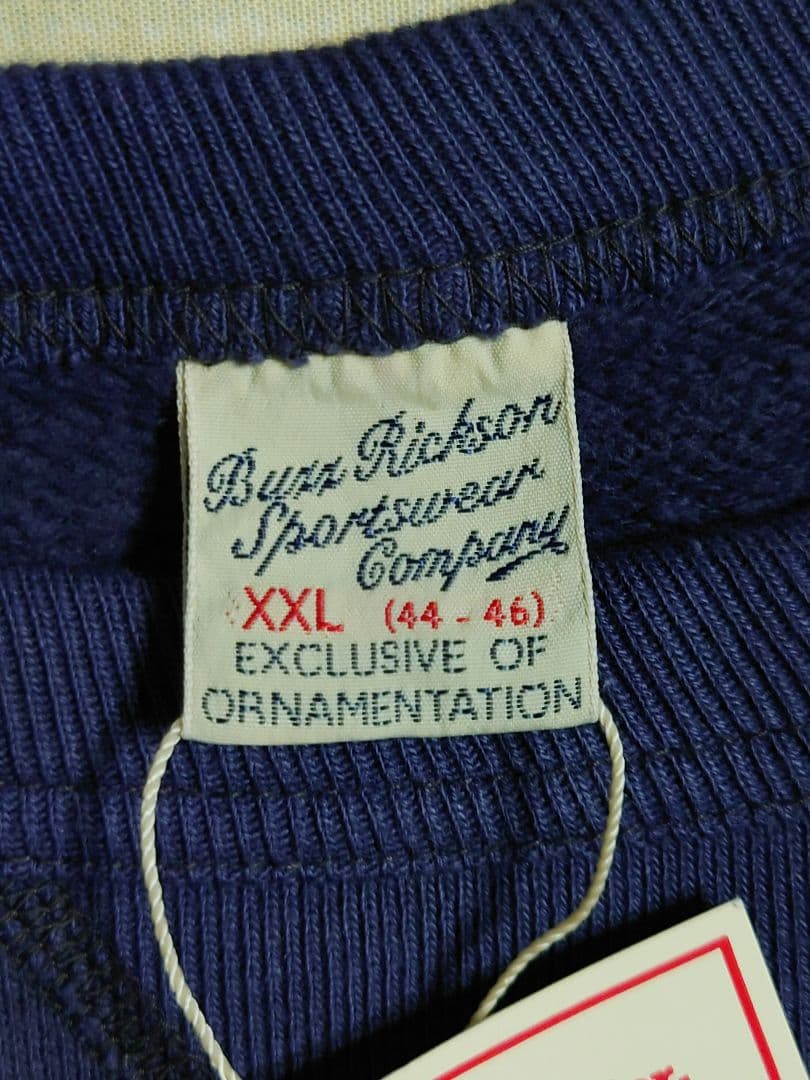 Buzz Rickson
Sportswear
Company
XXL (44 - 46)
EXCLUSIVE OF
ORNAMENTATION